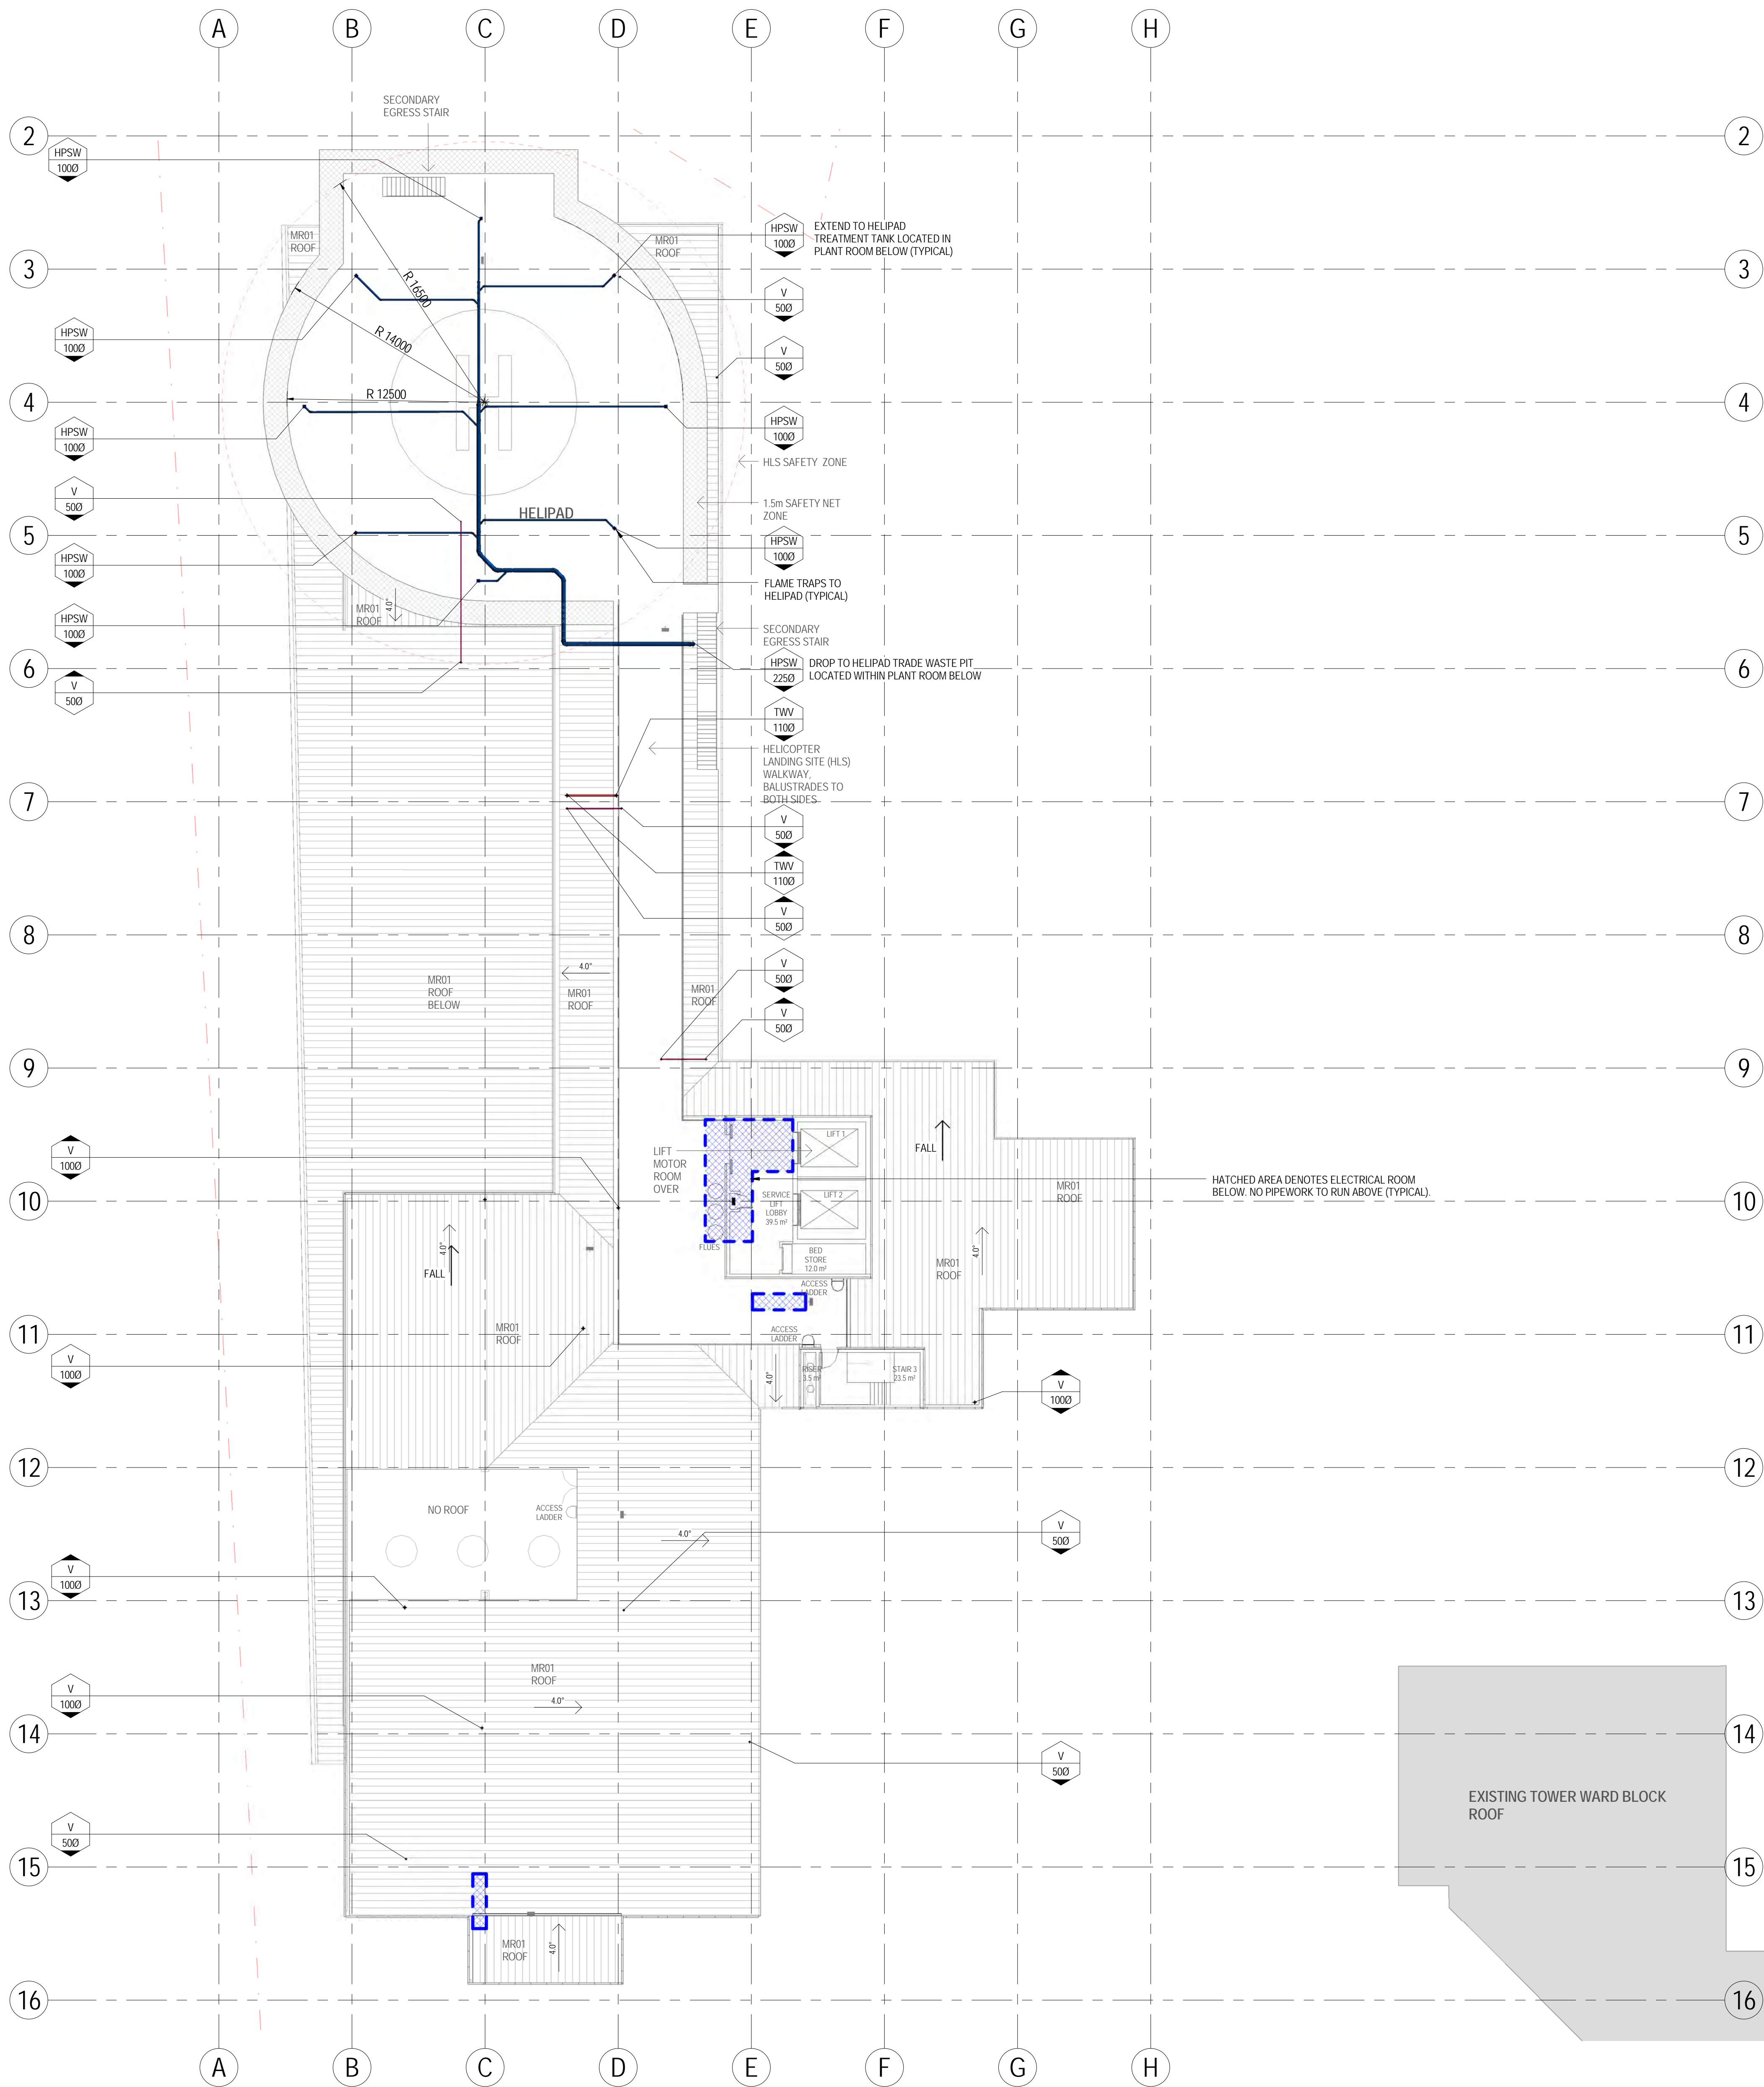 A B C D E F G H
SECONDARY
EGRESS STAIR
2 2
HPSW
100Ø
HPSW
100Ø
EXTEND TO HELIPAD
TREATMENT TANK LOCATED IN
PLANT ROOM BELOW (TYPICAL)
MR01
ROOF
MR01
ROOF
3 3
R 16500
V
50Ø
HPSW
100Ø
R 14000
V
50Ø
R 12500
4 4
HPSW
100Ø
HPSW
100Ø
HLS SAFETY ZONE
V
50Ø
1.5m SAFETY NET
ZONE
HELIPAD
5 5
HPSW
100Ø
HPSW
100Ø
FLAME TRAPS TO
HELIPAD (TYPICAL)
MR01
ROOF
4.0°
HPSW
100Ø
SECONDARY
EGRESS STAIR
6 6
HPSW
225Ø
DROP TO HELIPAD TRADE WASTE PIT
LOCATED WITHIN PLANT ROOM BELOW
V
50Ø
TWV
110Ø
HELICOPTER
LANDING SITE (HLS)
WALKWAY,
BALUSTRADES TO
BOTH SIDES
7 7
V
50Ø
TWV
110Ø
V
50Ø
8 8
4.0°
MR01
ROOF
BELOW
MR01
ROOF
MR01
ROOF
V
50Ø
V
50Ø
9 9
V
100Ø
LIFT
MOTOR
ROOM
OVER
LIFT 1
FALL
HATCHED AREA DENOTES ELECTRICAL ROOM
BELOW. NO PIPEWORK TO RUN ABOVE (TYPICAL).
MR01
ROOF
10 10
SERVICE
LIFT
LOBBY
39.5 m²
LIFT 2
FLUES
BED
STORE
12.0 m²
4.0°
FALL
4.0°
MR01
ROOF
ACCESS
LADDER
MR01
ROOF
ACCESS
LADDER
11 11
V
100Ø
4.0°
RISER
3.5 m²
STAIR 3
23.5 m²
V
100Ø
12 12
NO ROOF
ACCESS
LADDER
4.0°
V
50Ø
V
100Ø
13 13
MR01
ROOF
4.0°
V
100Ø
14 14
V
50Ø
EXISTING TOWER WARD BLOCK
ROOF
V
50Ø
15 15
MR01
ROOF
4.0°
16 16
A B C D E F G H